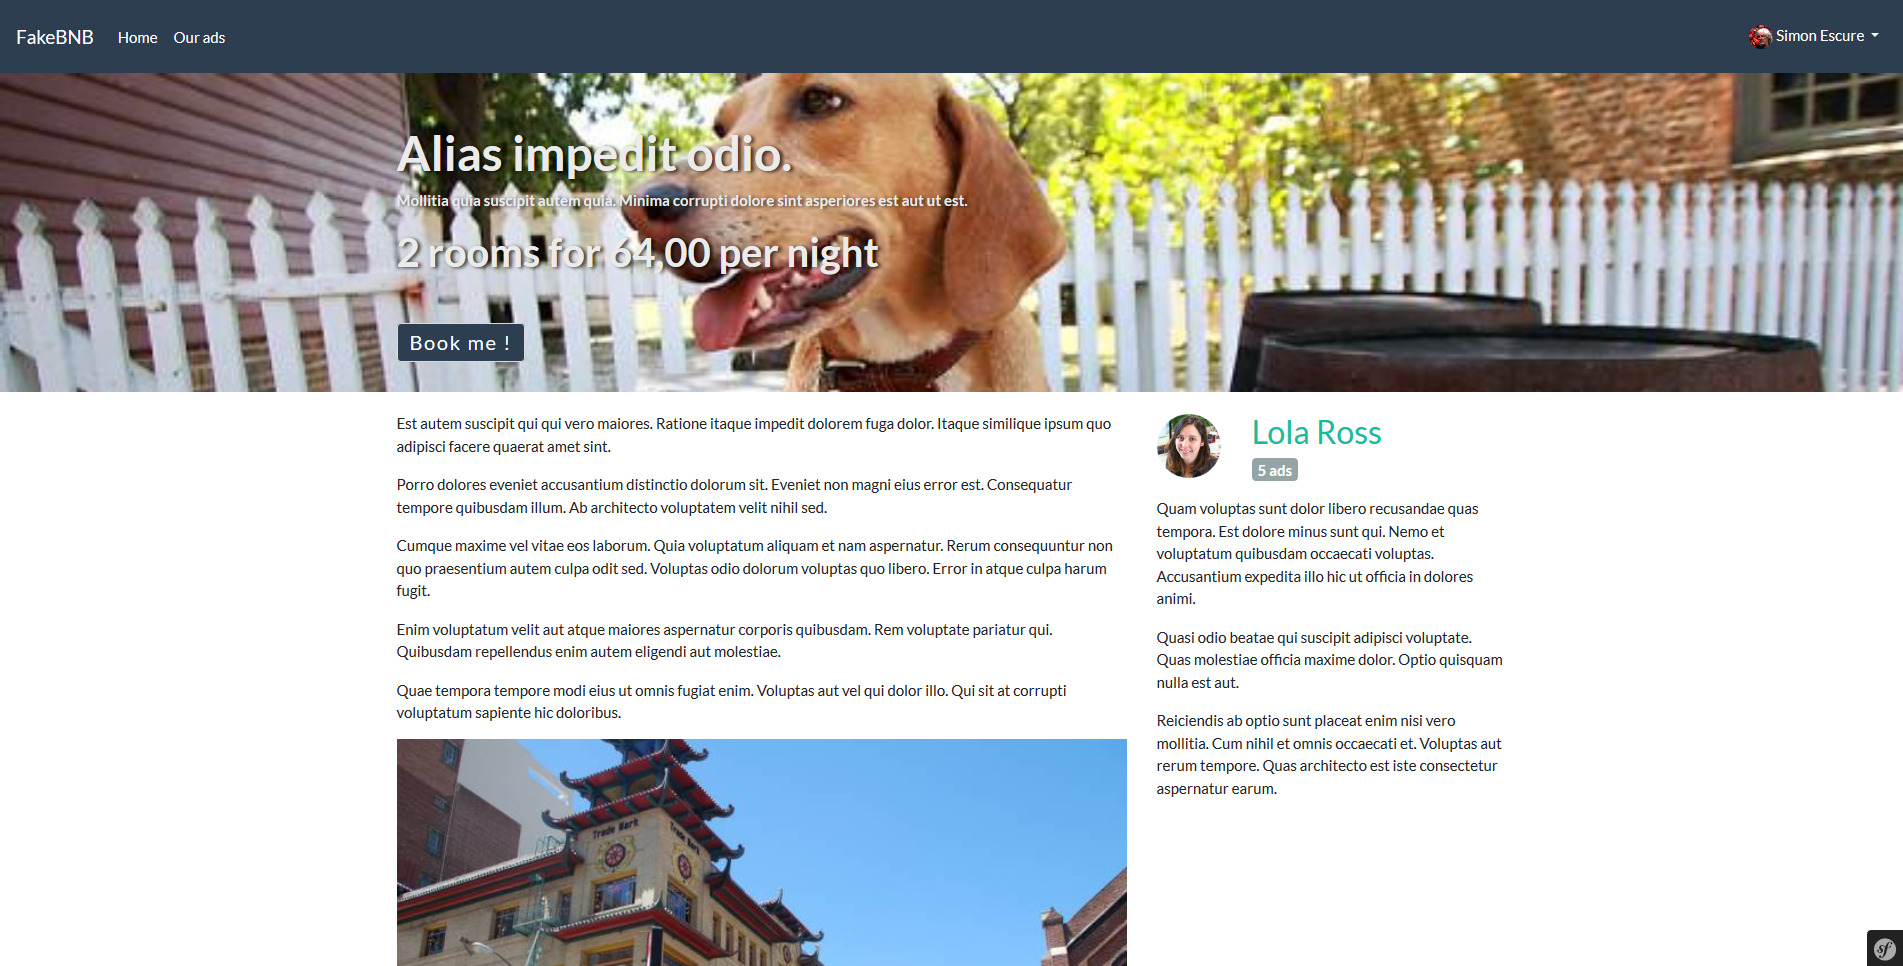 FakeBNB Home Our ads Simon Escure
Alias impedit odio.
Mollitia quia suscipit autem quia. Minima corrupti dolore sint asperiores est aut ut est.
2 rooms for 64,00 per night
Book me !
Est autem suscipit qui qui vero maiores. Ratione itaque impedit dolorem fuga dolor. Itaque similique ipsum quo
adipisci facere quaerat amet sint.
Porro dolores eveniet accusantium distinctio dolorum sit. Eveniet non magni eius error est. Consequatur
tempore quibusdam illum. Ab architecto voluptatem velit nihil sed.
Cumque maxime vel vitae eos laborum. Quia voluptatum aliquam et nam aspernatur. Rerum consequuntur non
quo praesentium autem culpa odit sed. Voluptas odio dolorum voluptas quo libero. Error in atque culpa harum
fugit.
Enim voluptatum velit aut atque maiores aspernatur corporis quibusdam. Rem voluptate pariatur qui.
Quibusdam repellendus enim autem eligendi aut molestiae.
Quae tempora tempore modi eius ut omnis fugiat enim. Voluptas aut vel qui dolor illo. Qui sit at corrupti
voluptatum sapiente hic doloribus.
Trade Mark Trade Mark
Lola Ross
5 ads
Quam voluptas sunt dolor libero recusandae quas
tempora. Est dolore minus sunt qui. Nemo et
voluptatum quibusdam occaecati voluptas.
Accusantium expedita illo hic ut officia in dolores
animi.
Quasi odio beatae qui suscipit adipisci voluptate.
Quas molestiae officia maxime dolor. Optio quisquam
nulla est aut.
Reiciendis ab optio sunt placeat enim nisi vero
mollitia. Cum nihil et omnis occaecati et. Voluptas aut
rerum tempore. Quas architecto est iste consectetur
aspernatur earum.
sf